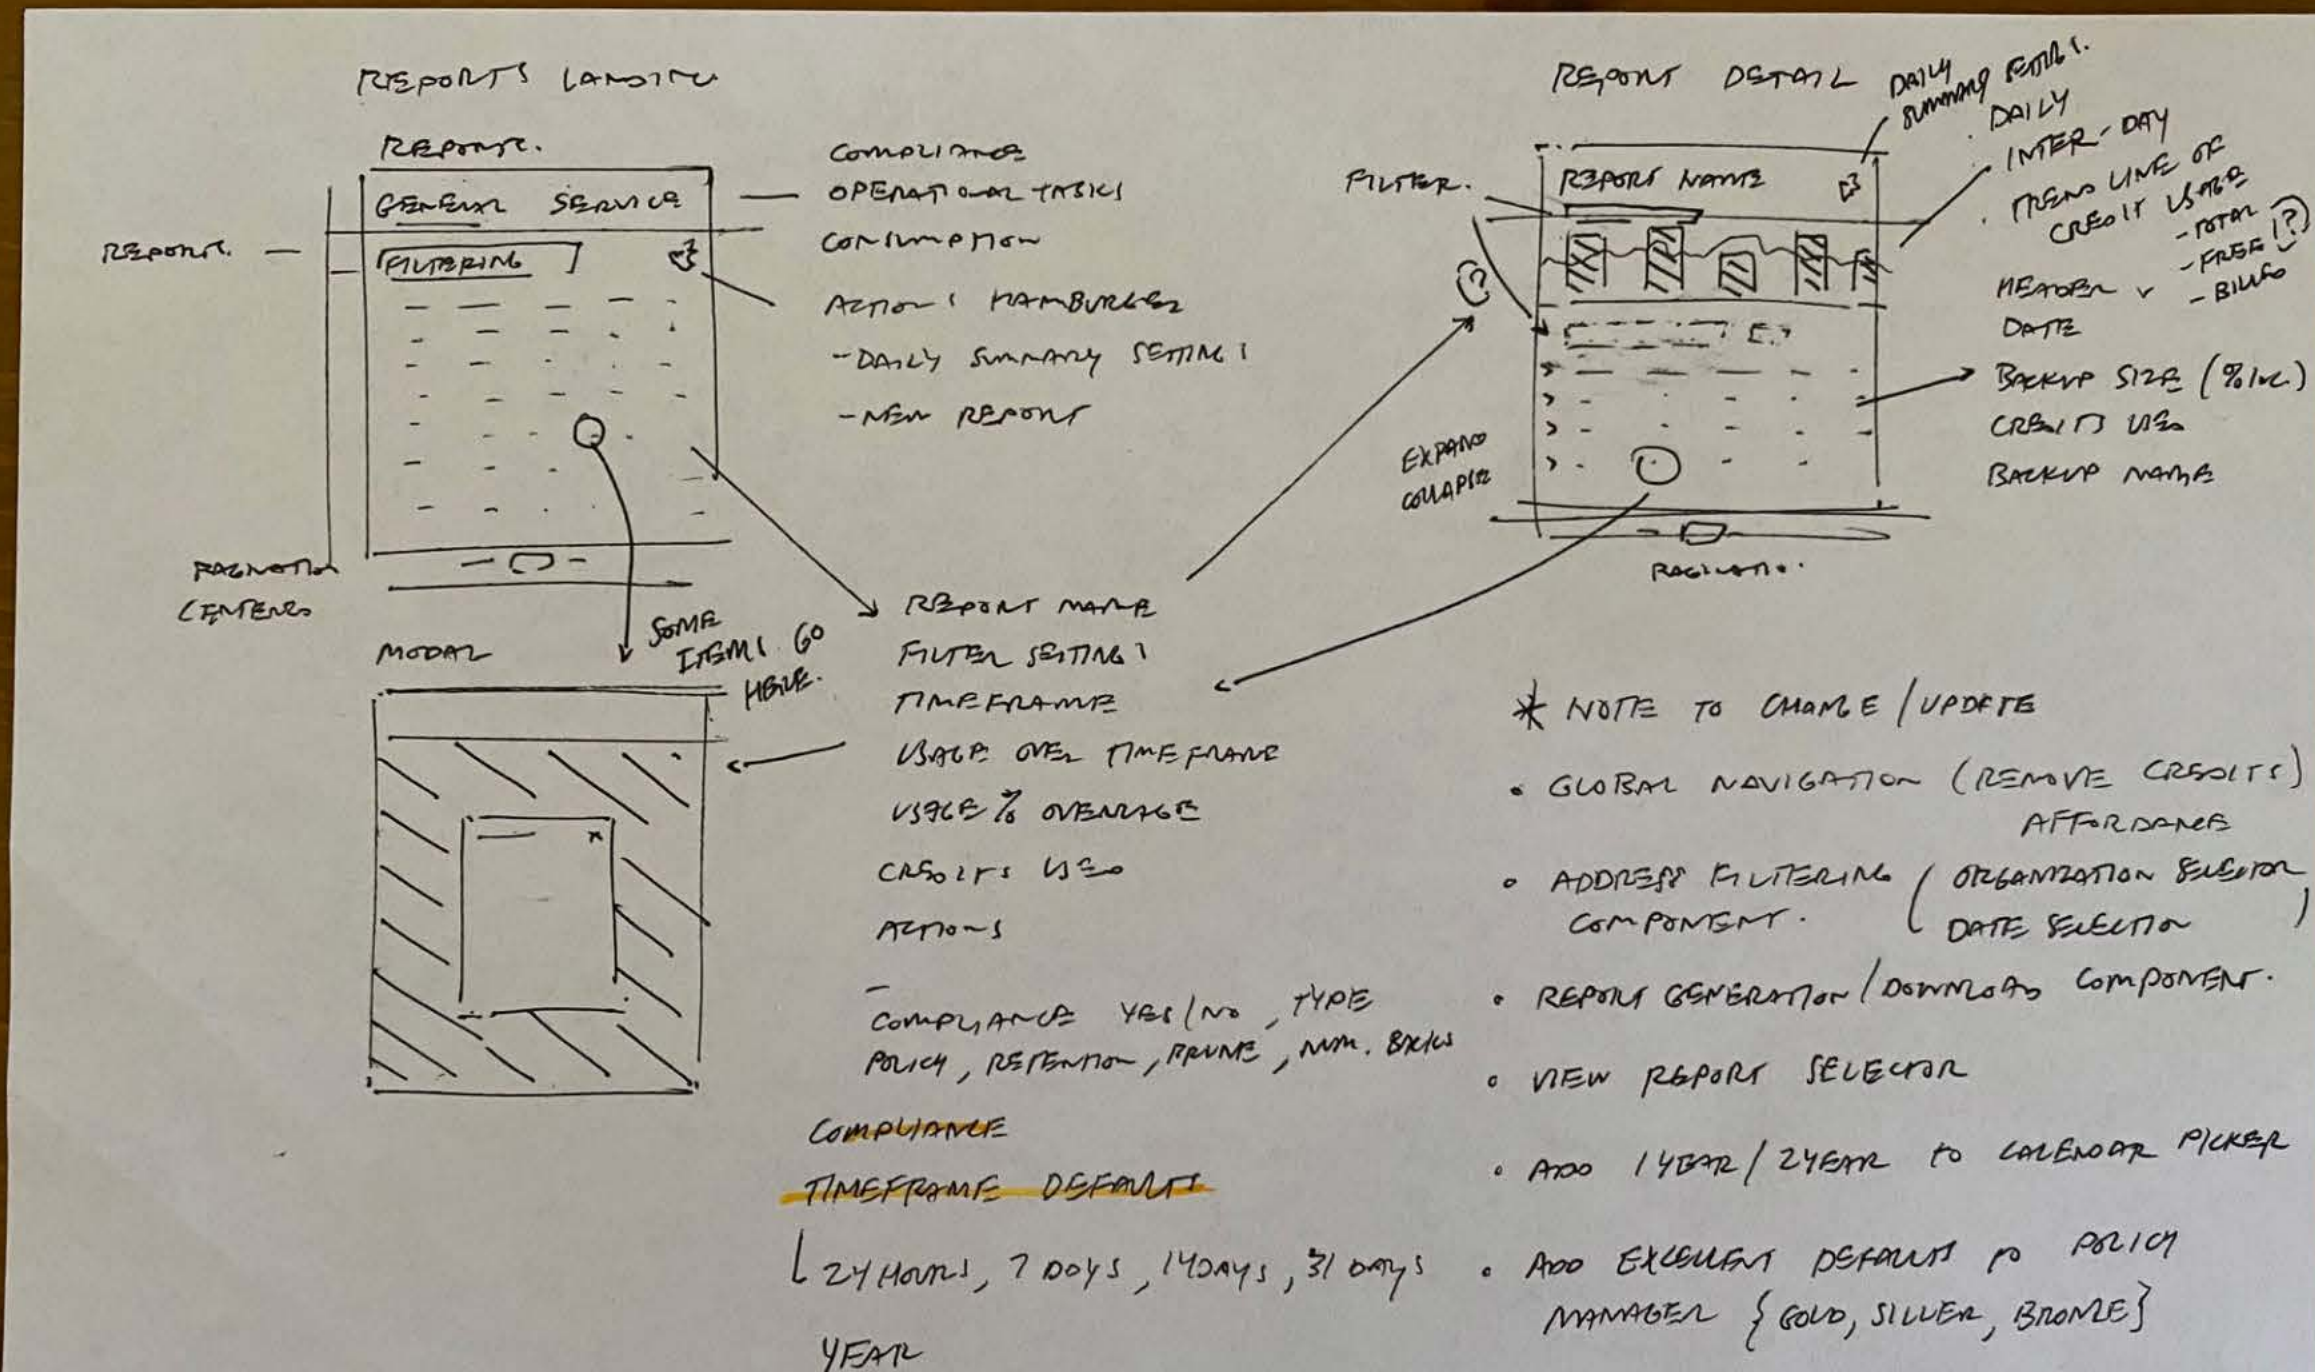 REPORTS LANDING
REPORTS.
GENERAL SERVICE
REPORTS. —
FILTERING
COMPLIANCE
— OPERATIONAL TASKS
CONSUMPTION
ACTIONS HAMBURGER
- DAILY SUMMARY SETTINGS
- NEW REPORT
PAGINATION
CENTERED
MODAL
SOME
ITEMS GO
HERE.
REPORT NAME
FILTER SETTINGS
TIMEFRAME
USAGE OVER TIMEFRAME
USAGE % OVERAGE
CREDITS USED
ACTIONS
-
COMPLIANCE YES/NO, TYPE
POLICY, RETENTION, PRUNE, NUM. BACKUPS
COMPLIANCE
TIMEFRAME DEFAULTS
24 HOURS, 7 DAYS, 14 DAYS, 31 DAYS
YEAR
REPORT DETAIL
DAILY
SUMMARY SETTINGS.
FILTER.
REPORT NAME
· DAILY
INTER-DAY
· TREND LINE OF
CREDIT USAGE
- TOTAL
- FREE (?)
- BILLED
(?)
HEADER
DATE
BACKUP SIZE (% INC.)
CREDITS USED
BACKUP NAME
EXPAND
COLLAPSE
PAGINATION.
* NOTE TO CHANGE / UPDATE
• GLOBAL NAVIGATION (REMOVE CREDITS)
AFFORDANCE
• ADDRESS FILTERING ( ORGANIZATION SELECTOR
COMPONENT. DATE SELECTION )
• REPORT GENERATION / DOWNLOAD COMPONENT.
• VIEW REPORT SELECTOR
• ADD 1 YEAR / 2 YEAR TO CALENDAR PICKER
• ADD EXCELLENT DEFAULTS TO POLICY
MANAGER {GOLD, SILVER, BRONZE}